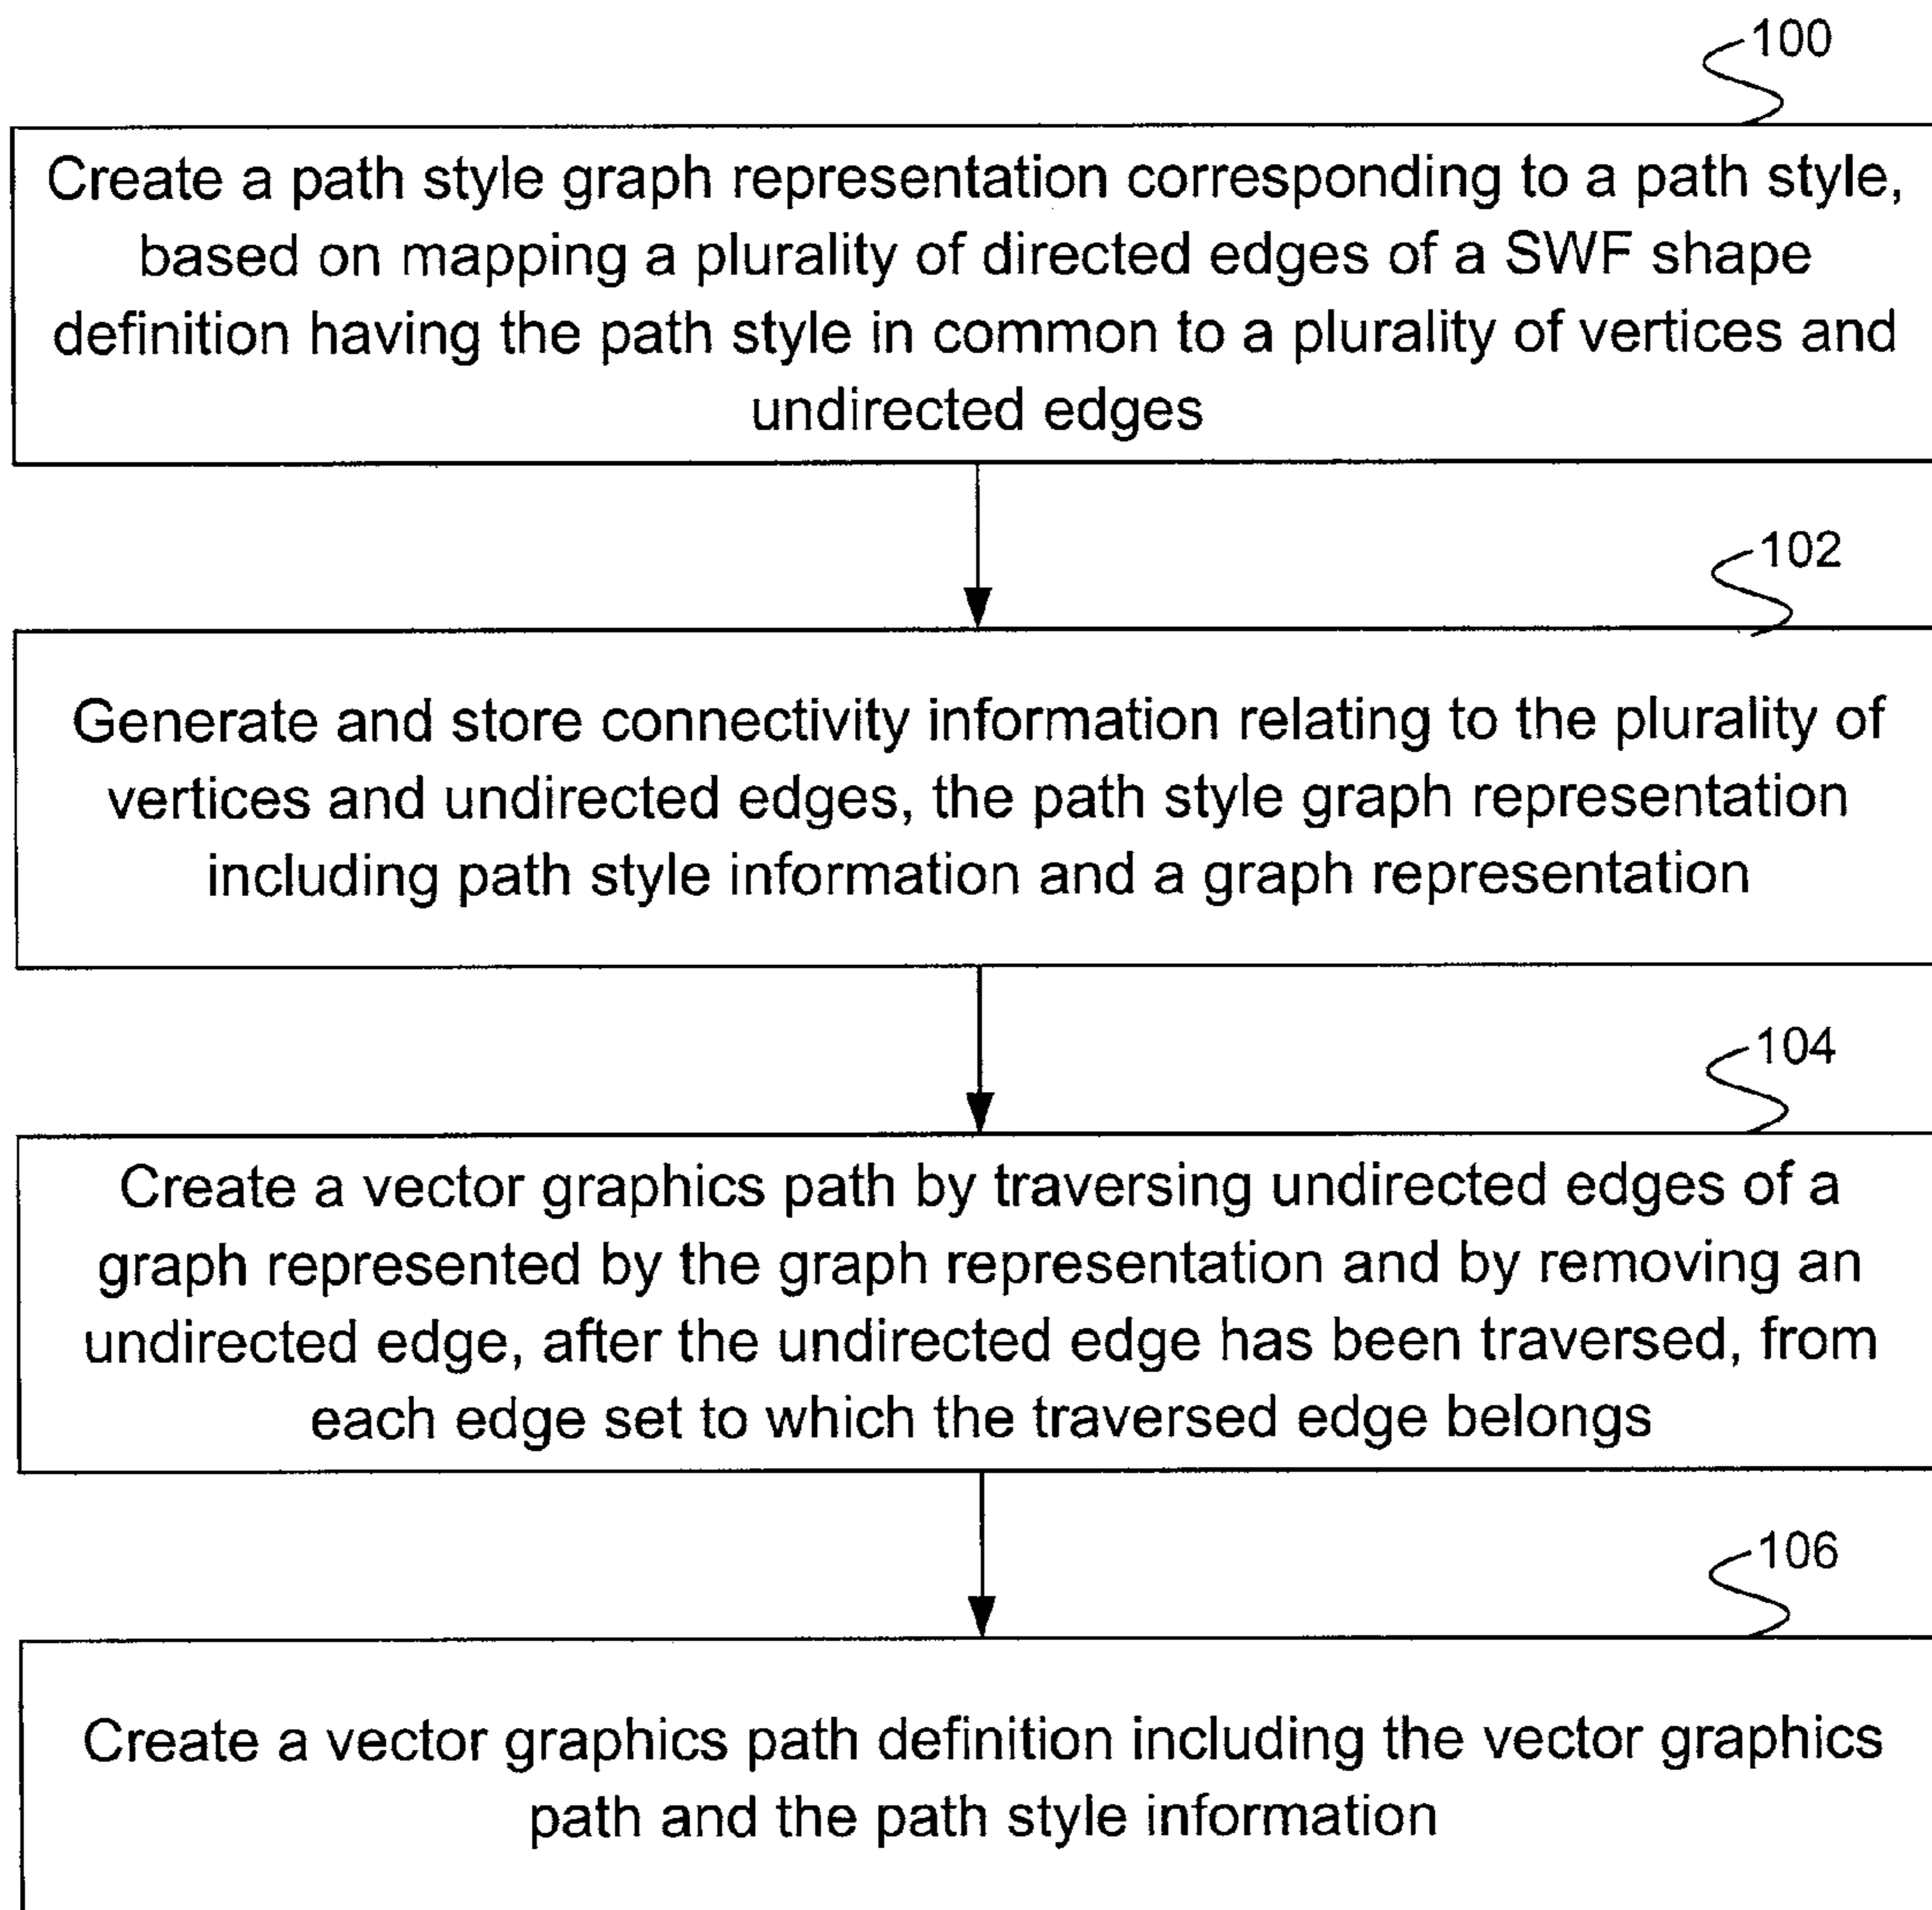 100
Create a path style graph representation corresponding to a path style,
based on mapping a plurality of directed edges of a SWF shape
definition having the path style in common to a plurality of vertices and
undirected edges
102
Generate and store connectivity information relating to the plurality of
vertices and undirected edges, the path style graph representation
including path style information and a graph representation
104
Create a vector graphics path by traversing undirected edges of a
graph represented by the graph representation and by removing an
undirected edge, after the undirected edge has been traversed, from
each edge set to which the traversed edge belongs
106
Create a vector graphics path definition including the vector graphics
path and the path style information